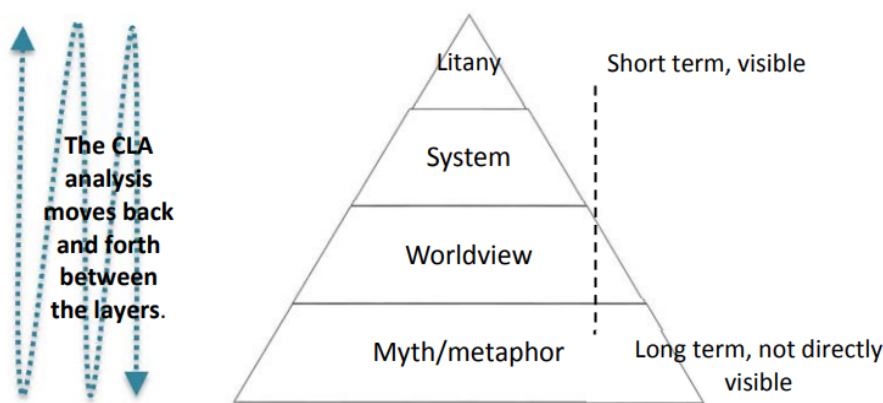 The CLA
analysis
moves back
and forth
between
the layers.
Litany
System
Worldview
Myth/metaphor
Short term, visible
Long term, not directly
visible